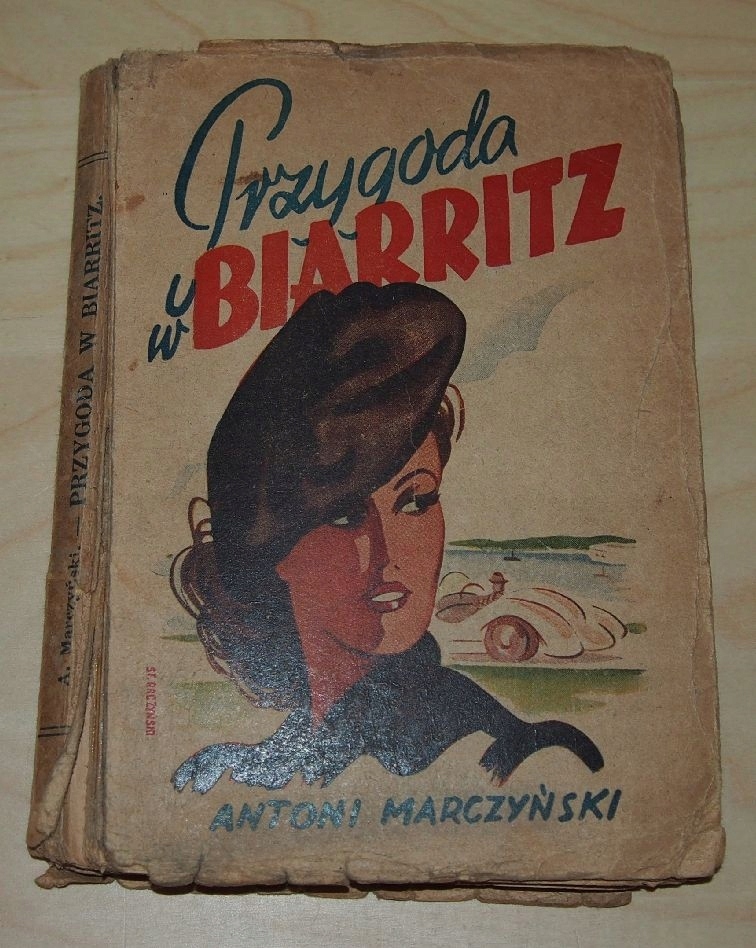 Przygoda
w BIARRITZ
ANTONI MARCZYŃSKI
A. Marczyński. — PRZYGODA W BIARRITZ.